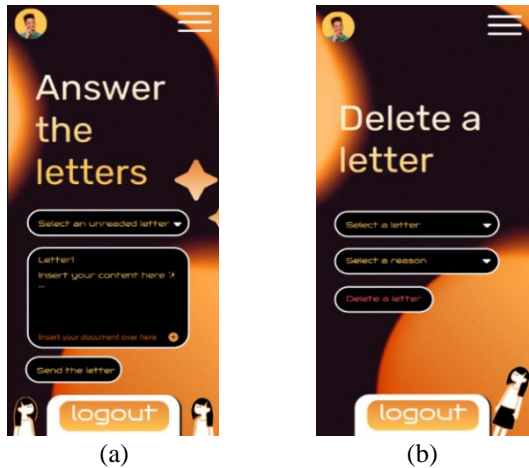 Answer
the
letters
Select an unreaded letter
Letter1
Insert your content here
...
Insert your document over here
Send the letter
logout
(a)
Delete a
letter
Select a letter
Select a reason
Delete a letter
logout
(b)